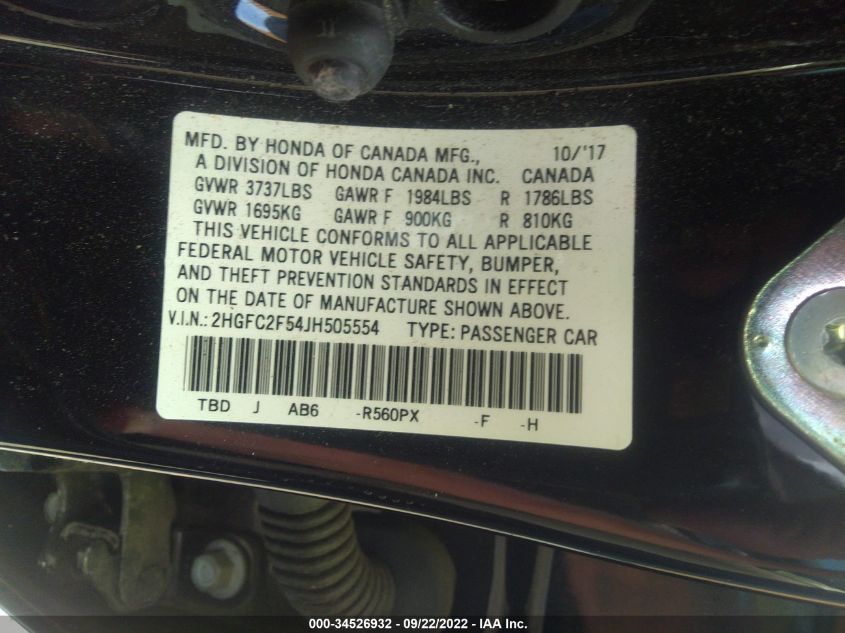 MFD. BY HONDA OF CANADA MFG., 10/'17
A DIVISION OF HONDA CANADA INC. CANADA
GVWR 3737LBS GAWR F 1984LBS R 1786LBS
GVWR 1695KG GAWR F 900KG R 810KG
THIS VEHICLE CONFORMS TO ALL APPLICABLE
FEDERAL MOTOR VEHICLE SAFETY, BUMPER,
AND THEFT PREVENTION STANDARDS IN EFFECT
ON THE DATE OF MANUFACTURE SHOWN ABOVE.
V.I.N.: 2HGFC2F54JH505554 TYPE: PASSENGER CAR
TBD J AB6 -R560PX -F -H
000-34526932 - 09/22/2022 - IAA Inc.